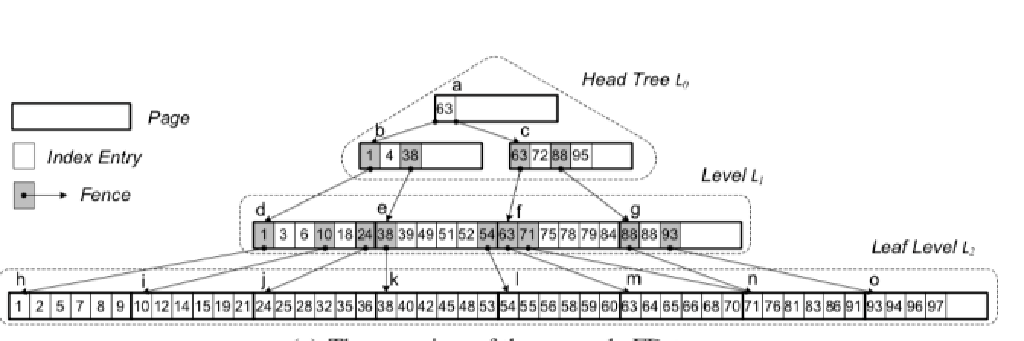 a
Head Tree L0
63
Page
b
c
1 4 38
63 72 88 95
Index Entry
Level L1
Fence
d
e
f
g
1 3 6 10 18 24 38 39 49 51 52 54 63 71 75 78 79 84 88 88 93
Leaf Level L2
h
i
j
k
l
m
n
o
1 2 5 7 8 9 10 12 14 15 19 21 24 25 28 32 35 36 38 40 42 45 48 53 54 55 56 58 59 60 63 64 65 66 68 70 71 76 81 83 86 91 93 94 96 97